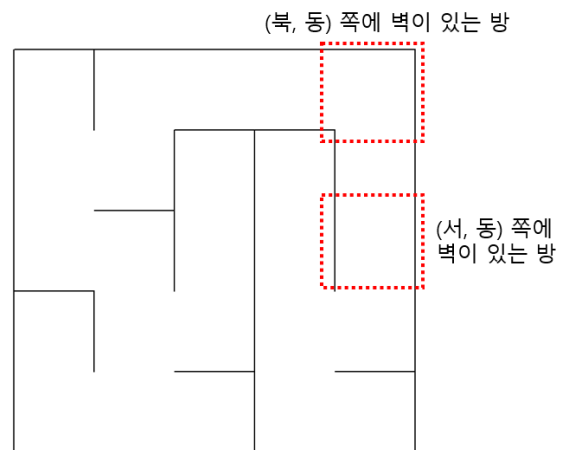 (북, 동) 쪽에 벽이 있는 방
(서, 동) 쪽에
벽이 있는 방